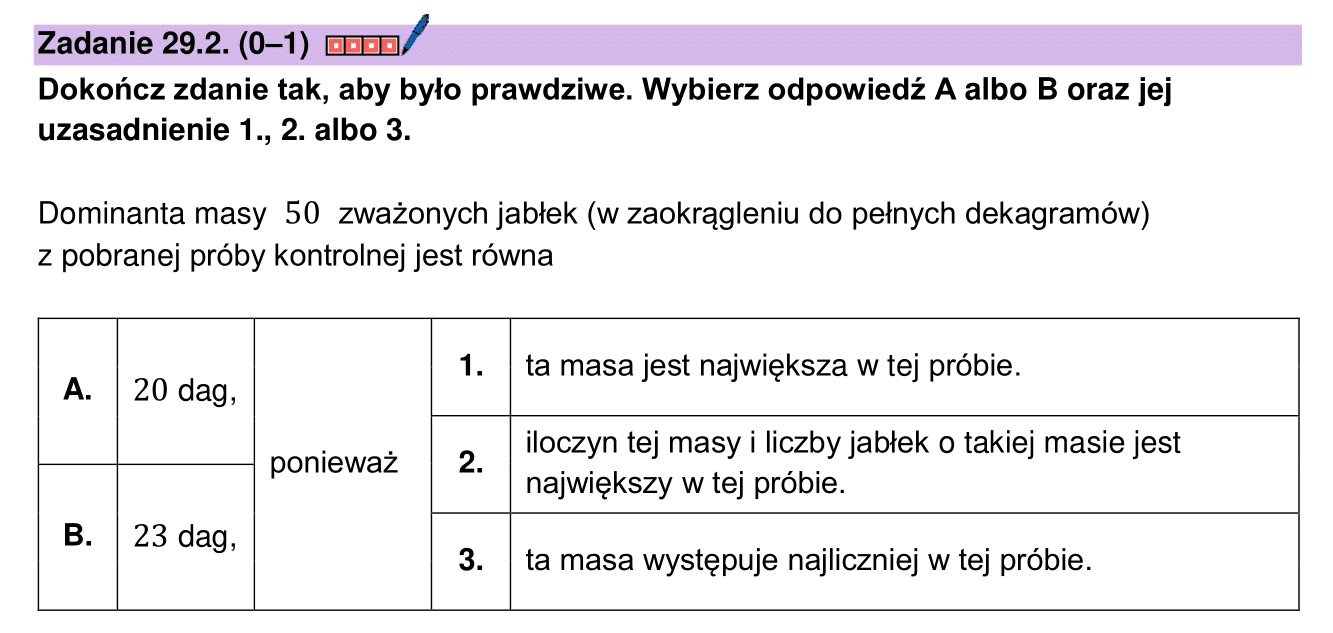 Zadanie 29.2. (0–1)
Dokończ zdanie tak, aby było prawdziwe. Wybierz odpowiedź A albo B oraz jej
uzasadnienie 1., 2. albo 3.
Dominanta masy 50 zważonych jabłek (w zaokrągleniu do pełnych dekagramów)
z pobranej próby kontrolnej jest równa
A. 20 dag,
B. 23 dag,
ponieważ
1. ta masa jest największa w tej próbie.
2. iloczyn tej masy i liczby jabłek o takiej masie jest
największy w tej próbie.
3. ta masa występuje najliczniej w tej próbie.